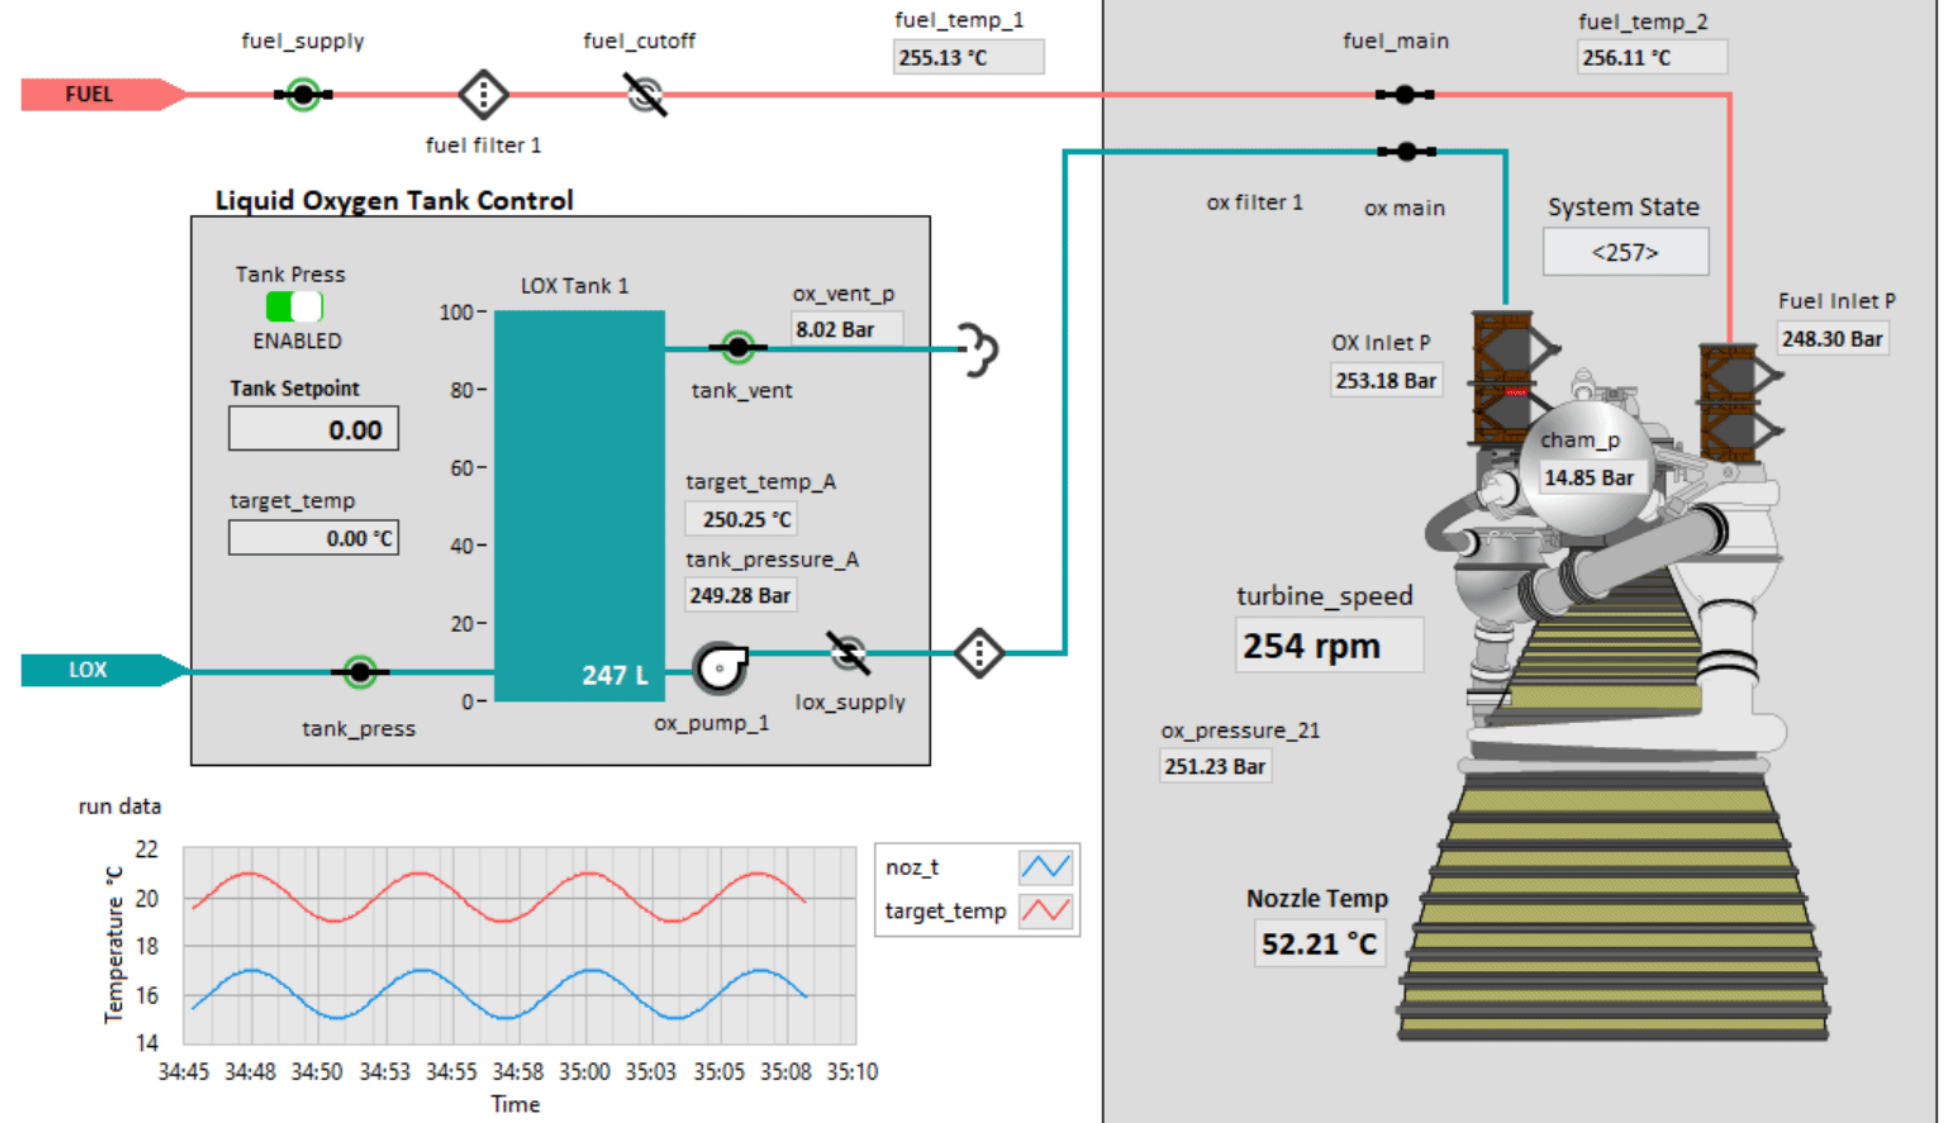 fuel_supply
fuel_cutoff
fuel_temp_1
255.13 °C
fuel_main
fuel_temp_2
256.11 °C
FUEL
fuel filter 1
ox filter 1
ox main
System State
<257>
Liquid Oxygen Tank Control
Tank Press
ENABLED
Tank Setpoint
0.00
target_temp
0.00 °C
LOX Tank 1
100
80
60
40
20
0
247 L
ox_vent_p
8.02 Bar
tank_vent
target_temp_A
250.25 °C
tank_pressure_A
249.28 Bar
ox_pump_1
lox_supply
LOX
tank_press
OX Inlet P
253.18 Bar
Fuel Inlet P
248.30 Bar
cham_p
14.85 Bar
turbine_speed
254 rpm
ox_pressure_21
251.23 Bar
Nozzle Temp
52.21 °C
run data
Temperature °C
22
20
18
16
14
34:45 34:48 34:50 34:53 34:55 34:58 35:00 35:03 35:05 35:08 35:10
Time
noz_t
target_temp